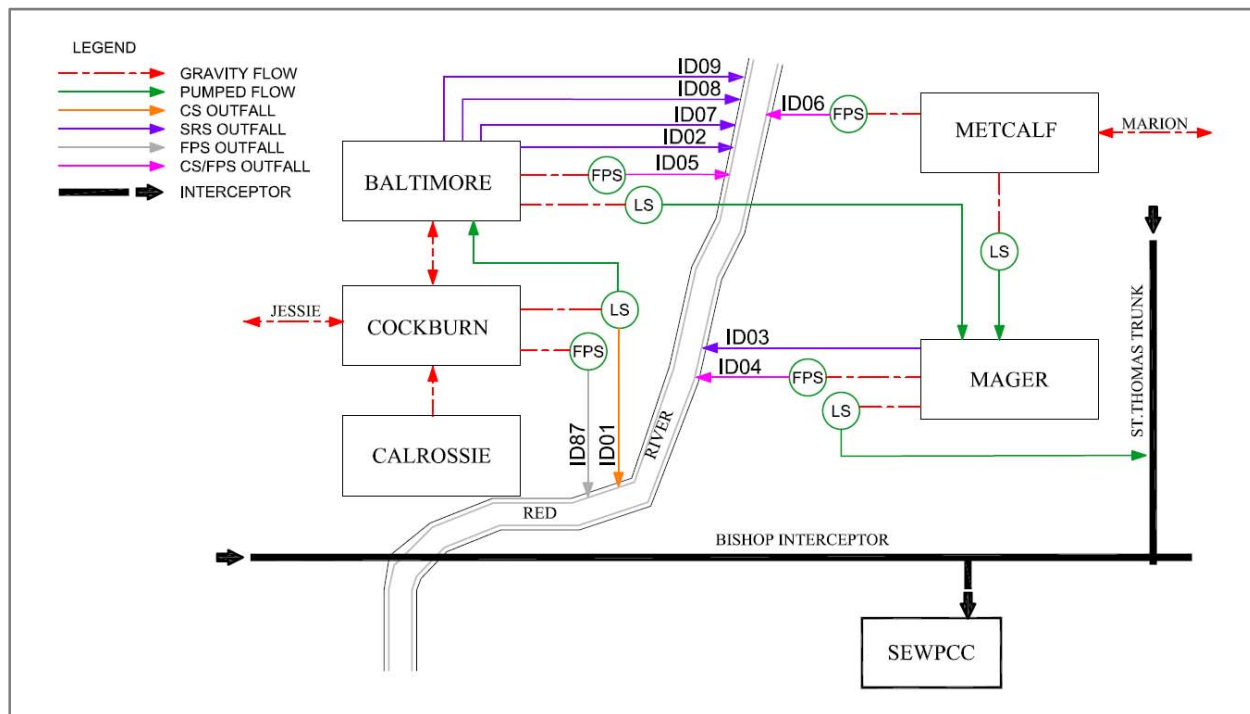 LEGEND
GRAVITY FLOW
PUMPED FLOW
CS OUTFALL
SRS OUTFALL
FPS OUTFALL
CS/FPS OUTFALL
INTERCEPTOR
ID09
ID08
ID07
ID02
ID05
ID06
FPS
METCALF
MARION
BALTIMORE
FPS
LS
LS
JESSIE
COCKBURN
LS
FPS
ID03
ID04
FPS
LS
MAGER
ST.THOMAS TRUNK
CALROSSIE
ID87
ID01
RED
RIVER
BISHOP INTERCEPTOR
SEWPCC